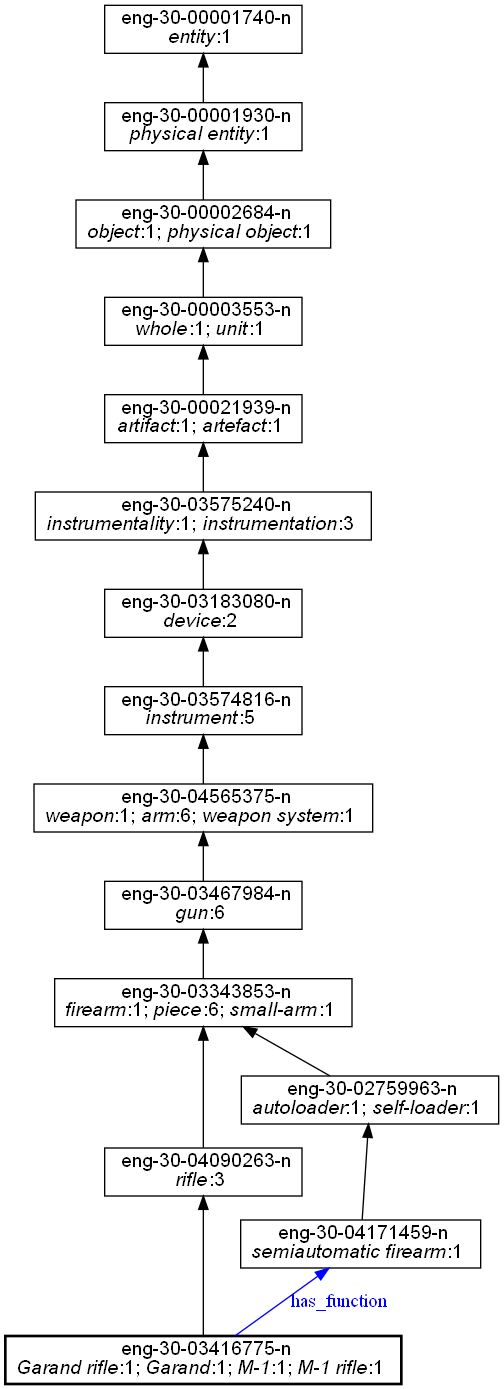 eng-30-00001740-n
entity:1
eng-30-00001930-n
physical entity:1
eng-30-00002684-n
object:1; physical object:1
eng-30-00003553-n
whole:1; unit:1
eng-30-00021939-n
artifact:1; artefact:1
eng-30-03575240-n
instrumentality:1; instrumentation:3
eng-30-03183080-n
device:2
eng-30-03574816-n
instrument:5
eng-30-04565375-n
weapon:1; arm:6; weapon system:1
eng-30-03467984-n
gun:6
eng-30-03343853-n
firearm:1; piece:6; small-arm:1
eng-30-02759963-n
autoloader:1; self-loader:1
eng-30-04090263-n
rifle:3
eng-30-04171459-n
semiautomatic firearm:1
has_function
eng-30-03416775-n
Garand rifle:1; Garand:1; M-1:1; M-1 rifle:1